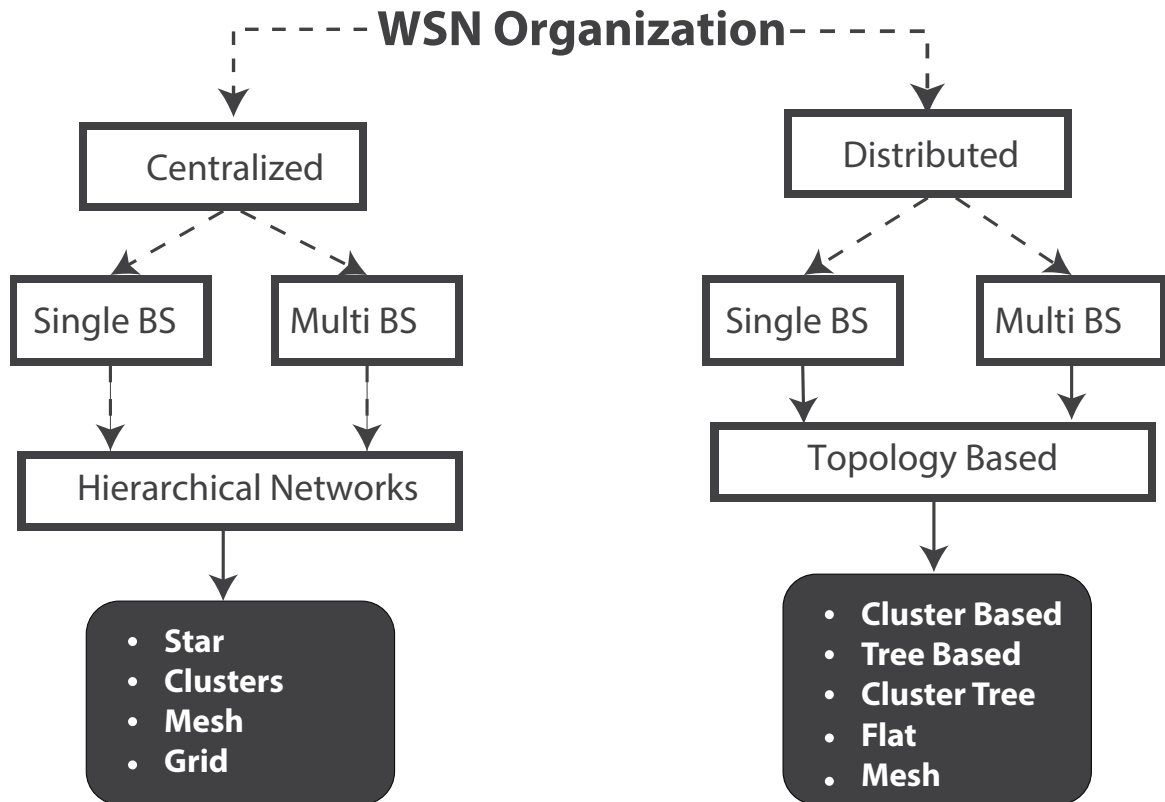 WSN Organization
Centralized
Distributed
Single BS
Multi BS
Single BS
Multi BS
Hierarchical Networks
Topology Based
• Star
• Clusters
• Mesh
• Grid
• Cluster Based
• Tree Based
• Cluster Tree
• Flat
• Mesh